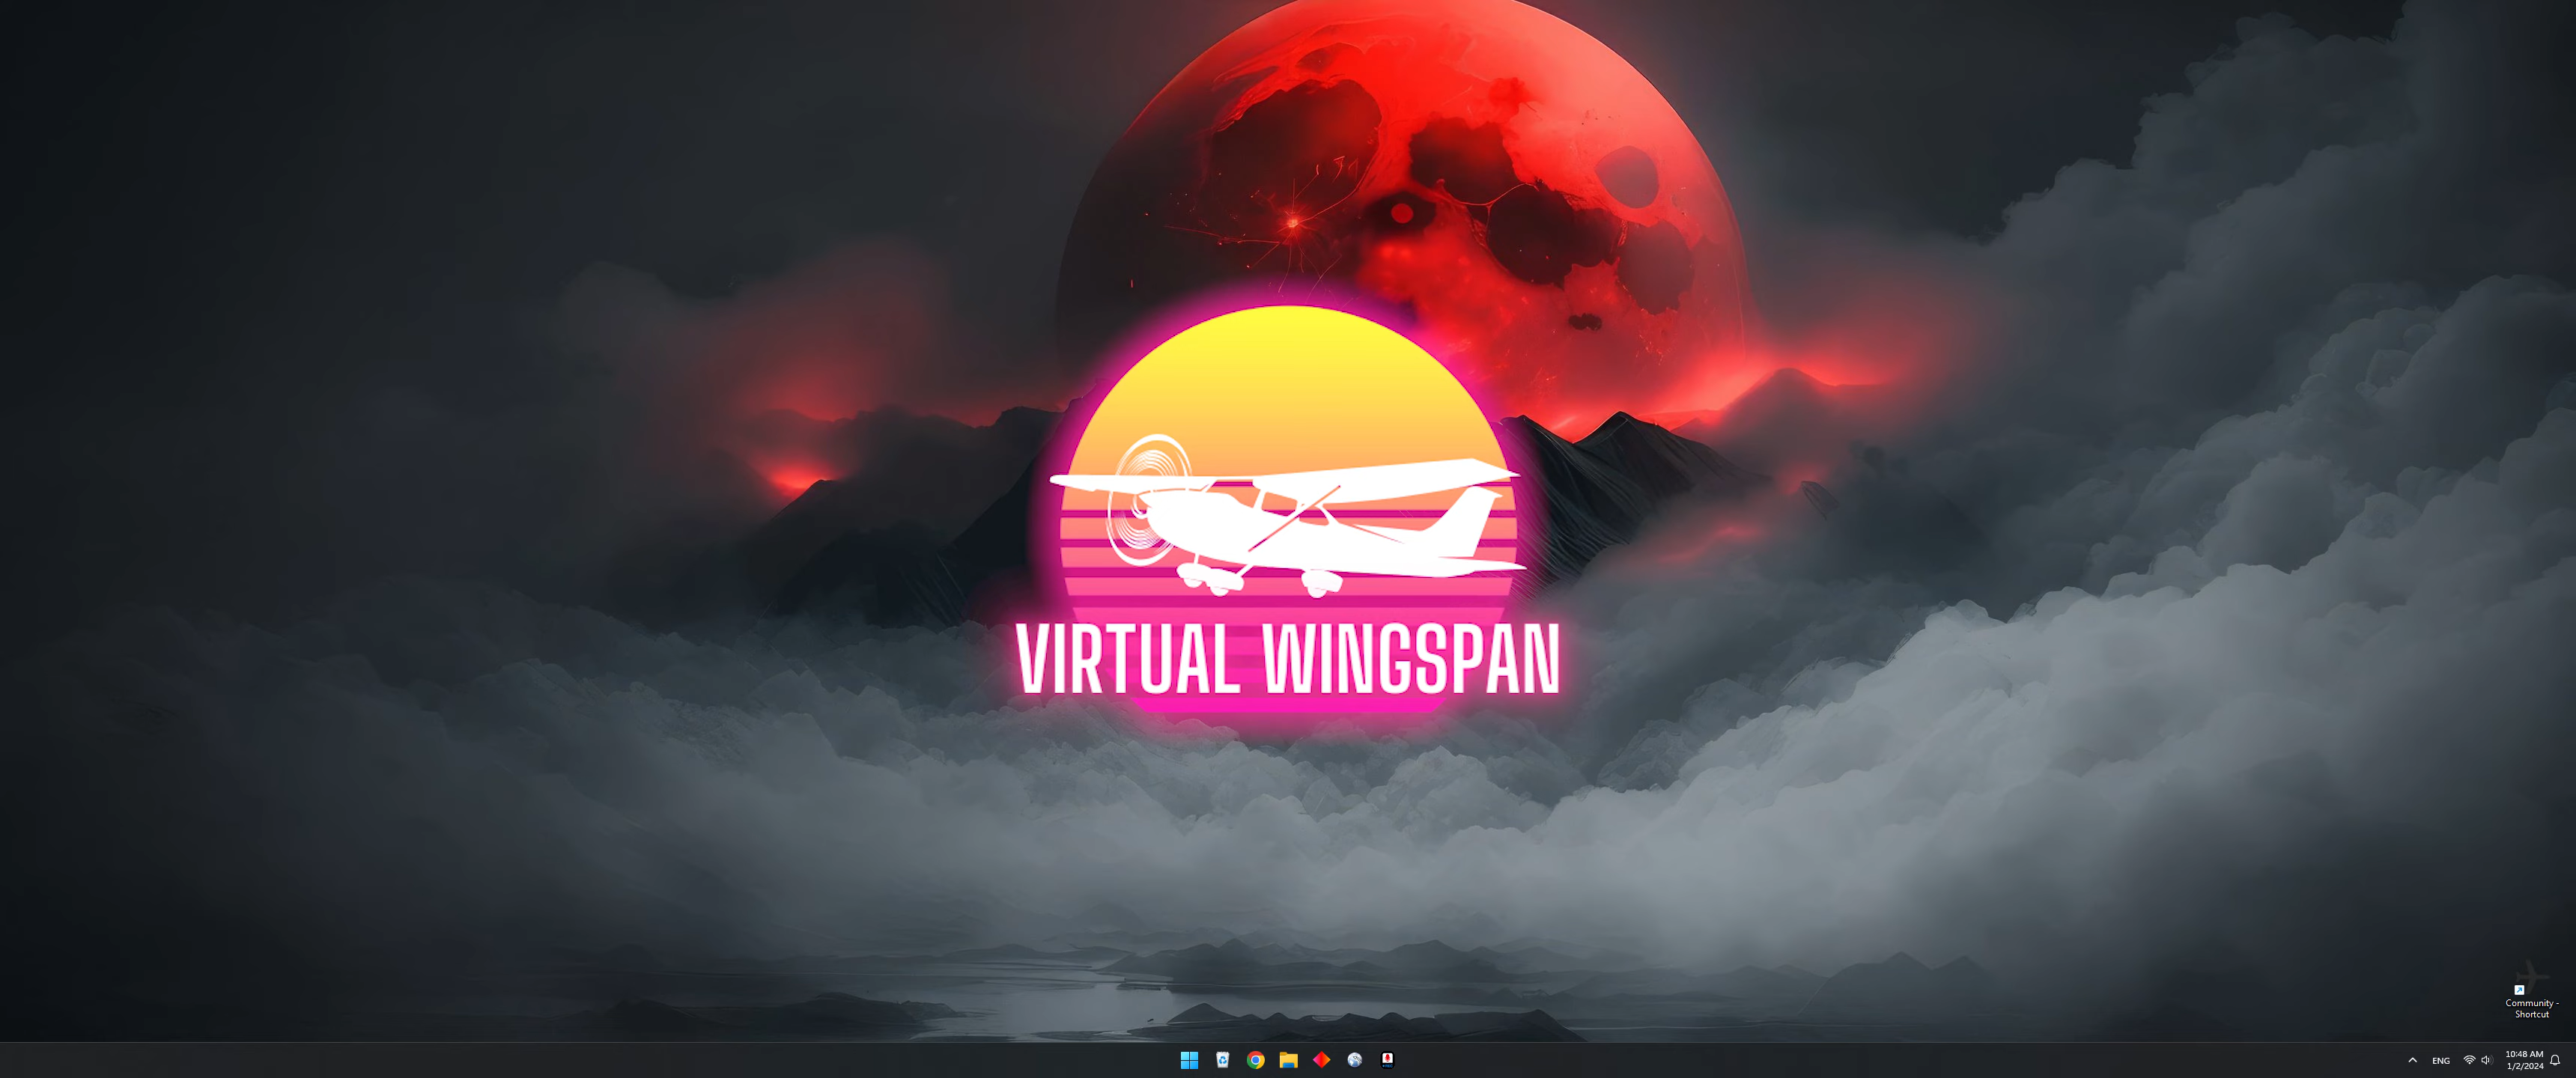 VIRTUAL WINGSPAN
Community -
Shortcut
ENG
10:48 AM
1/2/2024